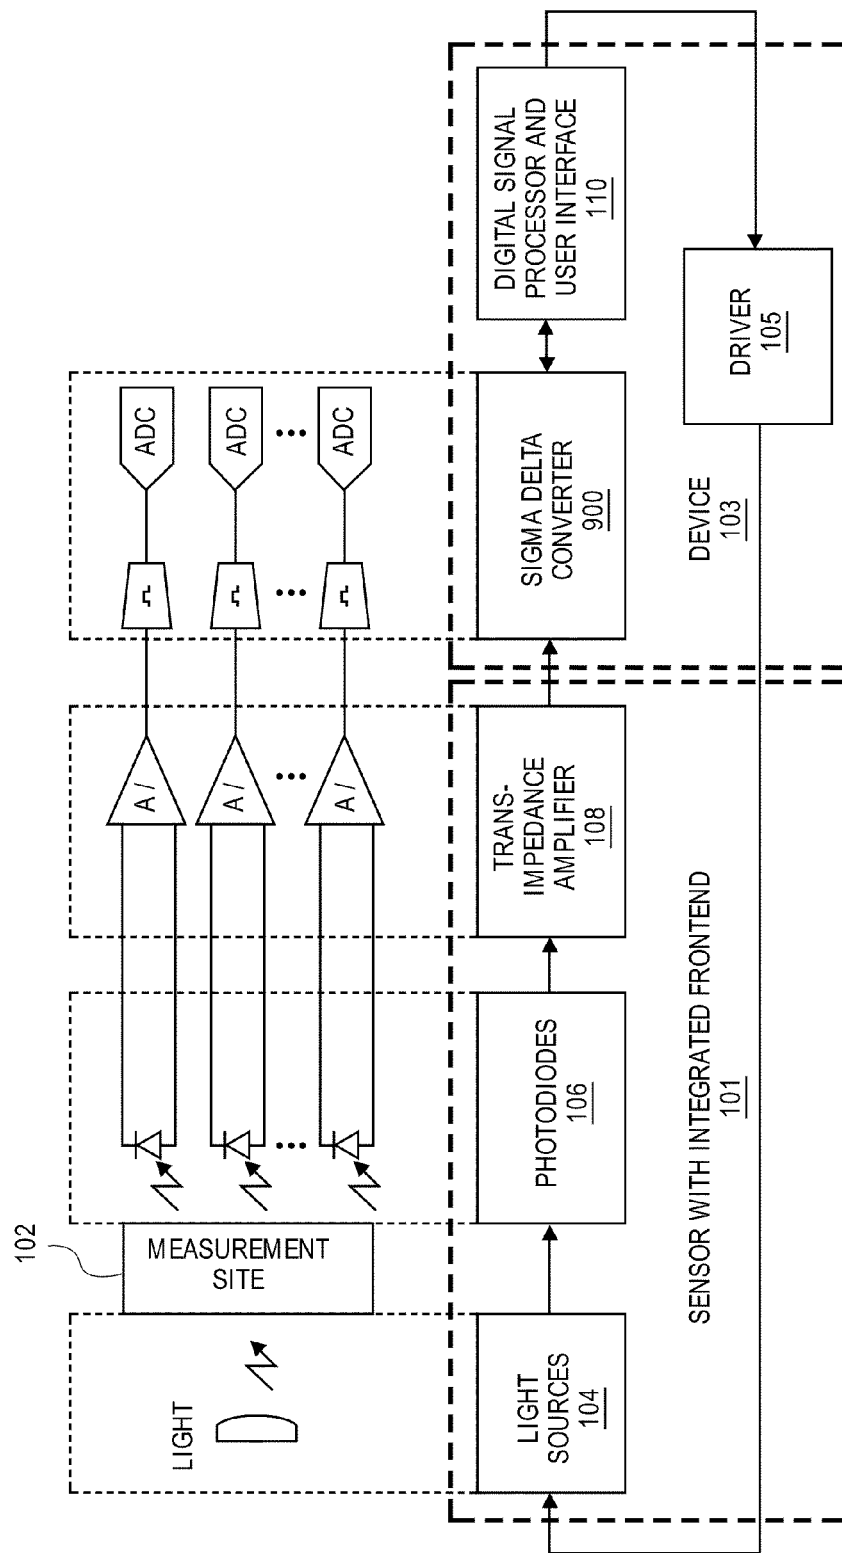 102
LIGHT
MEASUREMENT
SITE
A /
A /
A /
ADC
ADC
ADC
LIGHT
SOURCES
104
PHOTODIODES
106
TRANS-
IMPEDANCE
AMPLIFIER
108
SIGMA DELTA
CONVERTER
900
DIGITAL SIGNAL
PROCESSOR AND
USER INTERFACE
110
SENSOR WITH INTEGRATED FRONTEND
101
DEVICE
103
DRIVER
105